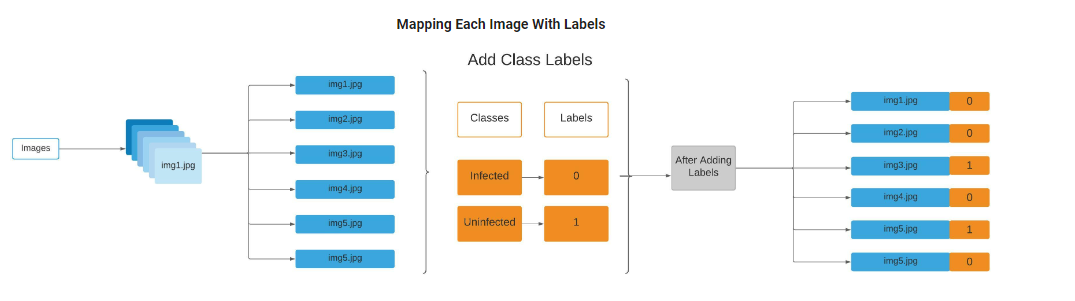 Mapping Each Image With Labels
Add Class Labels
Images
img1.jpg
img1.jpg
img2.jpg
img3.jpg
img4.jpg
img5.jpg
img5.jpg
Classes
Labels
Infected
0
Uninfected
1
After Adding
Labels
img1.jpg 0
img2.jpg 0
img3.jpg 1
img4.jpg 0
img5.jpg 1
img5.jpg 0